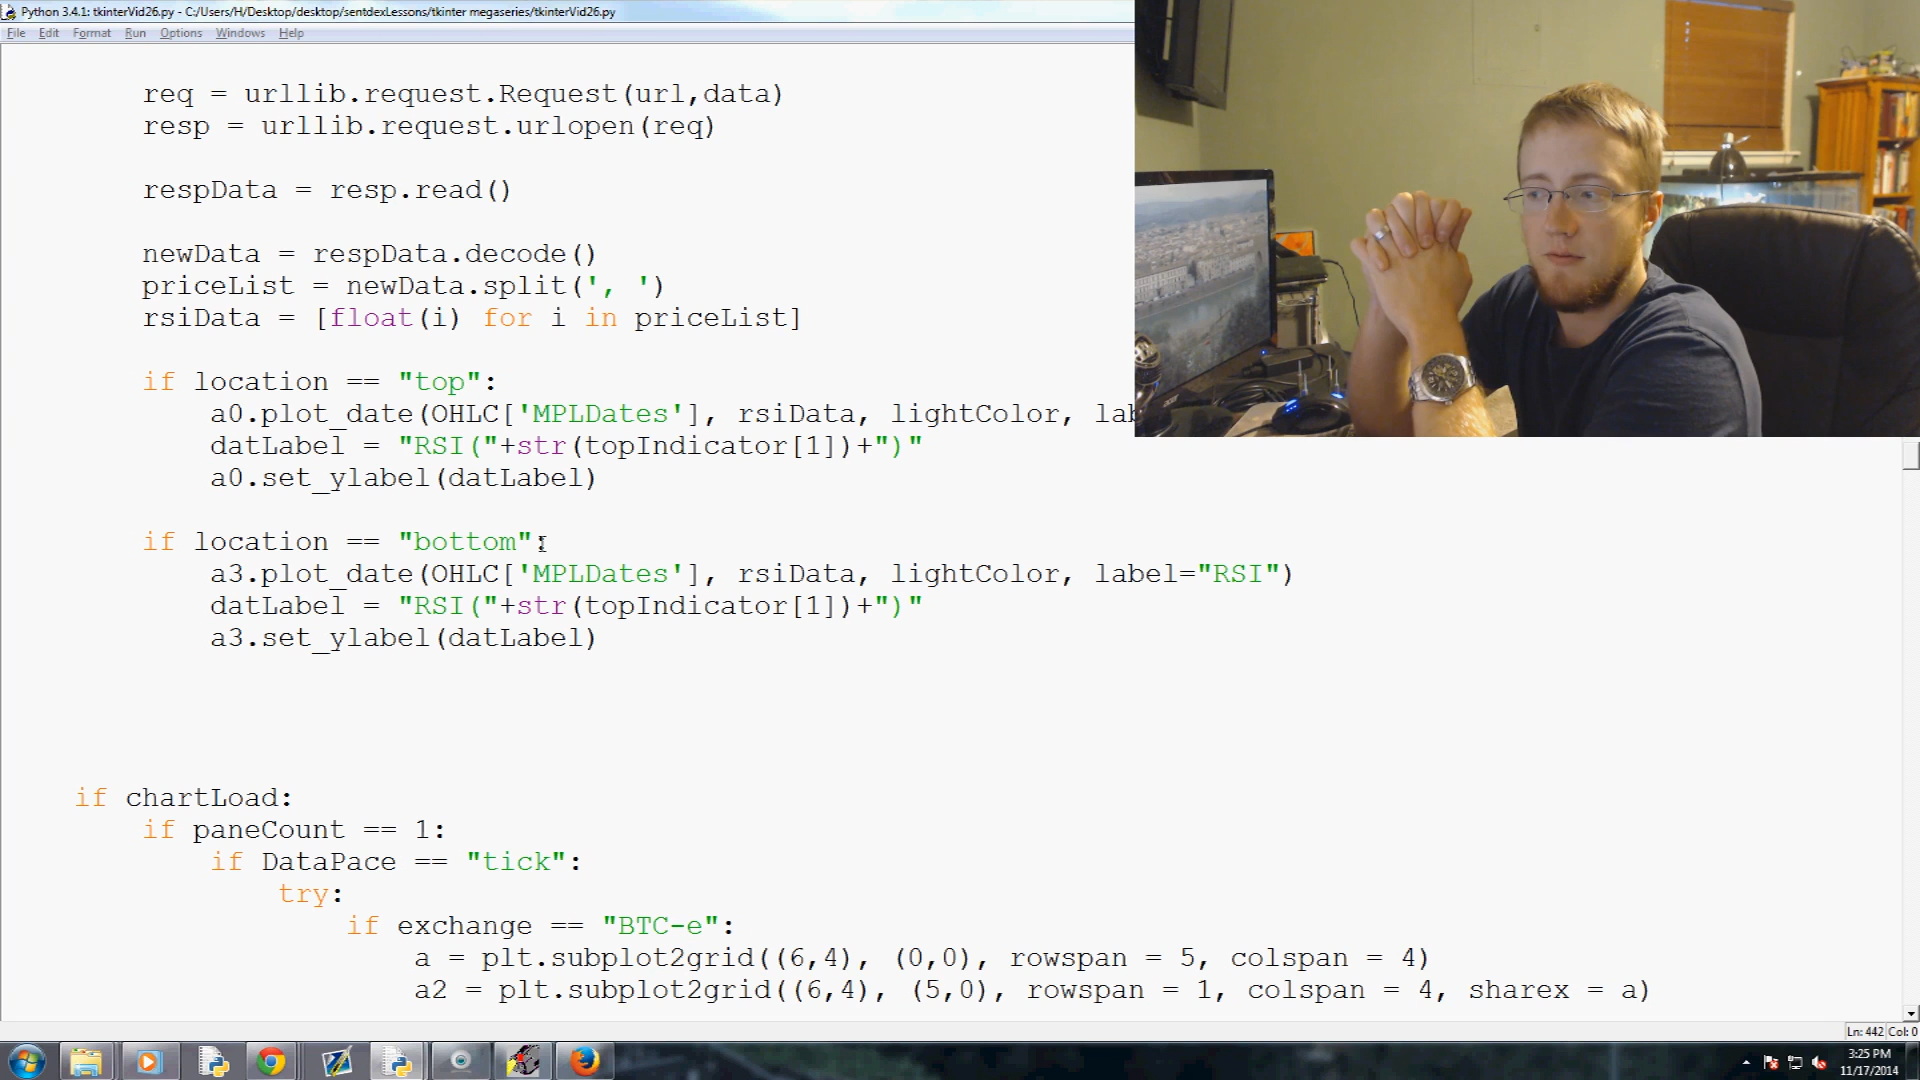 Python 3.4.1: tkinterVid26.py - C:/Users/H/Desktop/desktop/sentdexLessons/tkinter megaseries/tkinterVid26.py
File Edit Format Run Options Windows Help
req = urllib.request.Request(url,data)
resp = urllib.request.urlopen(req)
respData = resp.read()
newData = respData.decode()
priceList = newData.split(', ')
rsiData = [float(i) for i in priceList]
if location == "top":
a0.plot_date(OHLC['MPLDates'], rsiData, lightColor, lab
datLabel = "RSI("+str(topIndicator[1])+")"
a0.set_ylabel(datLabel)
if location == "bottom":
a3.plot_date(OHLC['MPLDates'], rsiData, lightColor, label="RSI")
datLabel = "RSI("+str(topIndicator[1])+")"
a3.set_ylabel(datLabel)
if chartLoad:
if paneCount == 1:
if DataPace == "tick":
try:
if exchange == "BTC-e":
a = plt.subplot2grid((6,4), (0,0), rowspan = 5, colspan = 4)
a2 = plt.subplot2grid((6,4), (5,0), rowspan = 1, colspan = 4, sharex = a)
Ln: 442 Col: 0
3:25 PM
11/17/2014